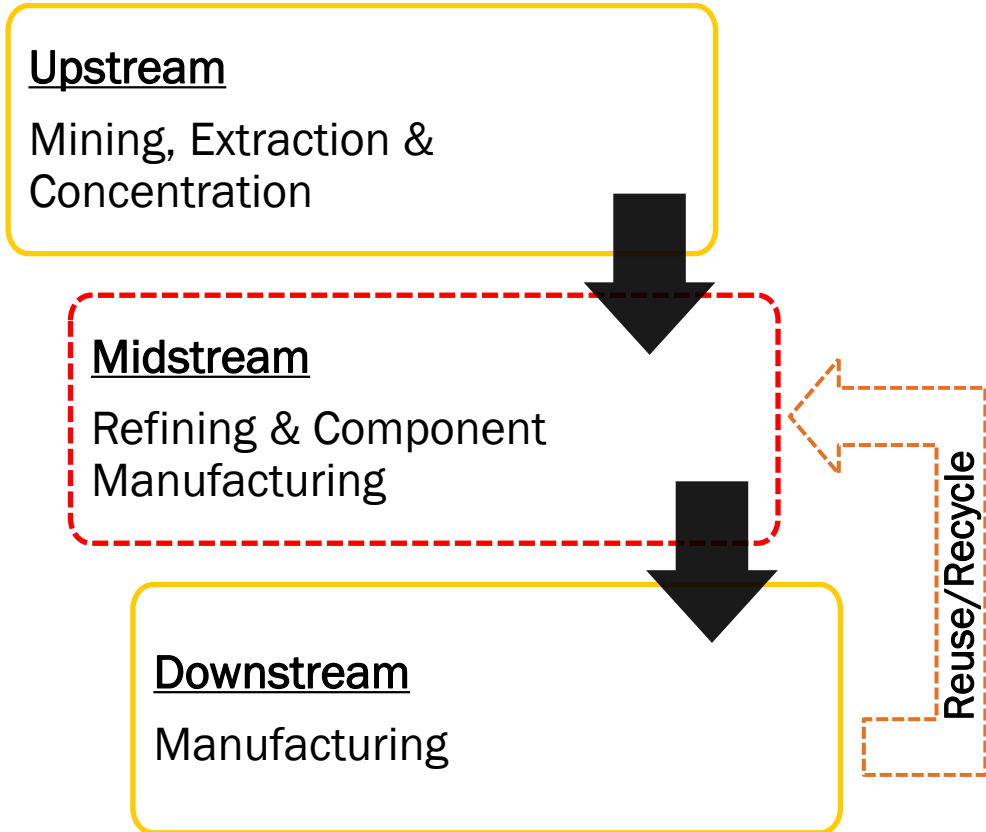 Upstream
Mining, Extraction &
Concentration
Midstream
Refining & Component
Manufacturing
Reuse/Recycle
Downstream
Manufacturing